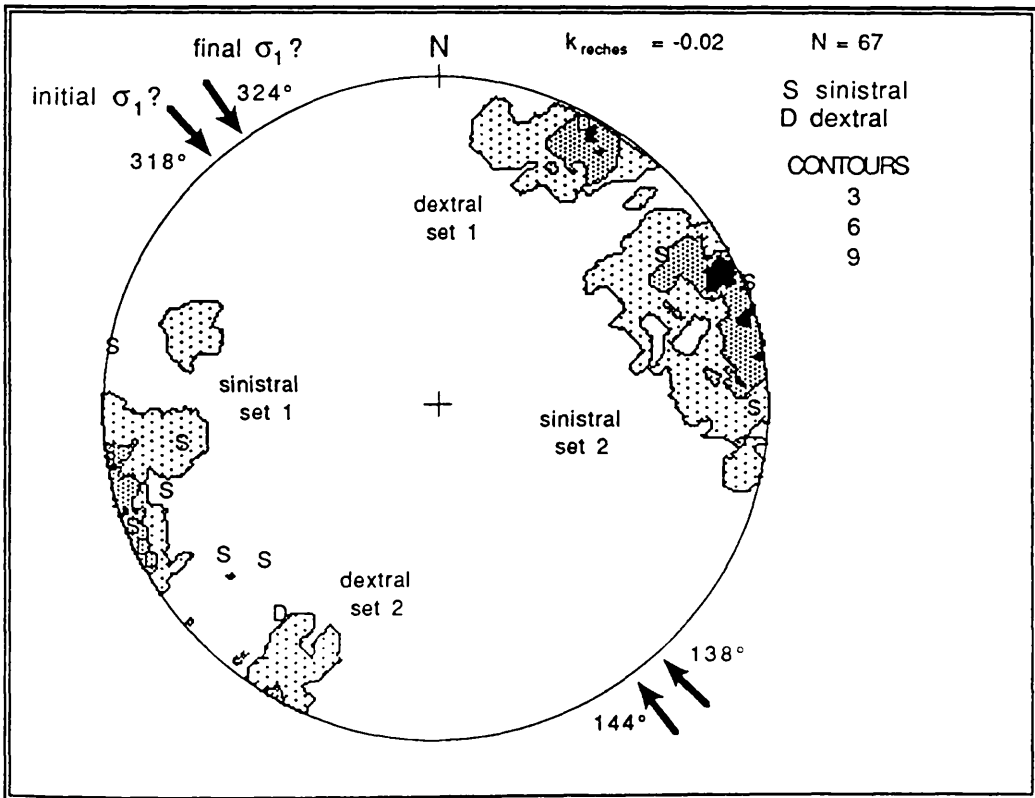 final σ1 ?
N
k reches = -0.02
N = 67
initial σ1?
324°
318°
S sinistral
D dextral
CONTOURS
3
6
9
D
dextral
set 1
S
S
S
sinistral
set 1
S
sinistral
set 2
S
S
S
S
S
D
D
dextral
set 2
138°
144°